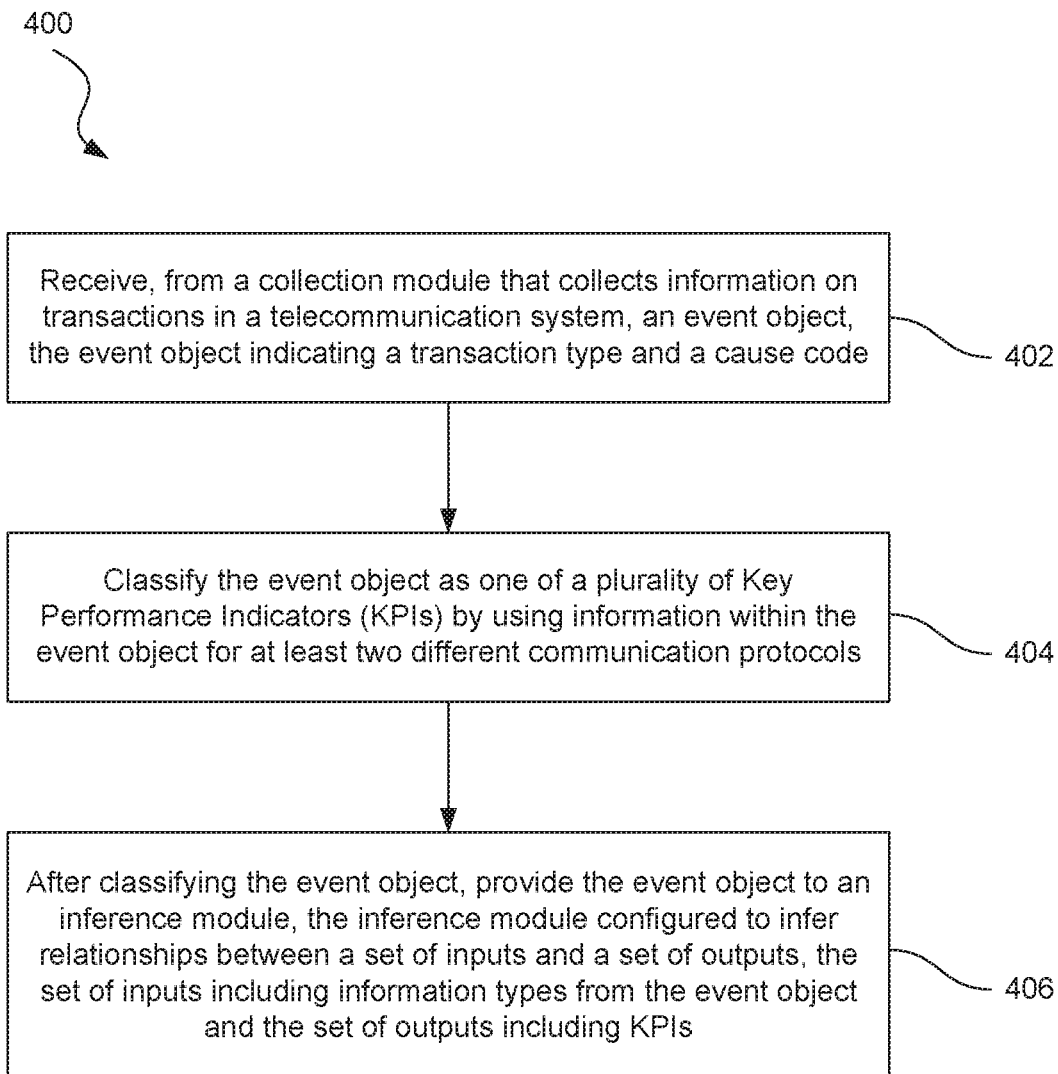 400
Receive, from a collection module that collects information on
transactions in a telecommunication system, an event object,
the event object indicating a transaction type and a cause code
402
Classify the event object as one of a plurality of Key
Performance Indicators (KPIs) by using information within the
event object for at least two different communication protocols
404
After classifying the event object, provide the event object to an
inference module, the inference module configured to infer
relationships between a set of inputs and a set of outputs, the
set of inputs including information types from the event object
and the set of outputs including KPIs
406